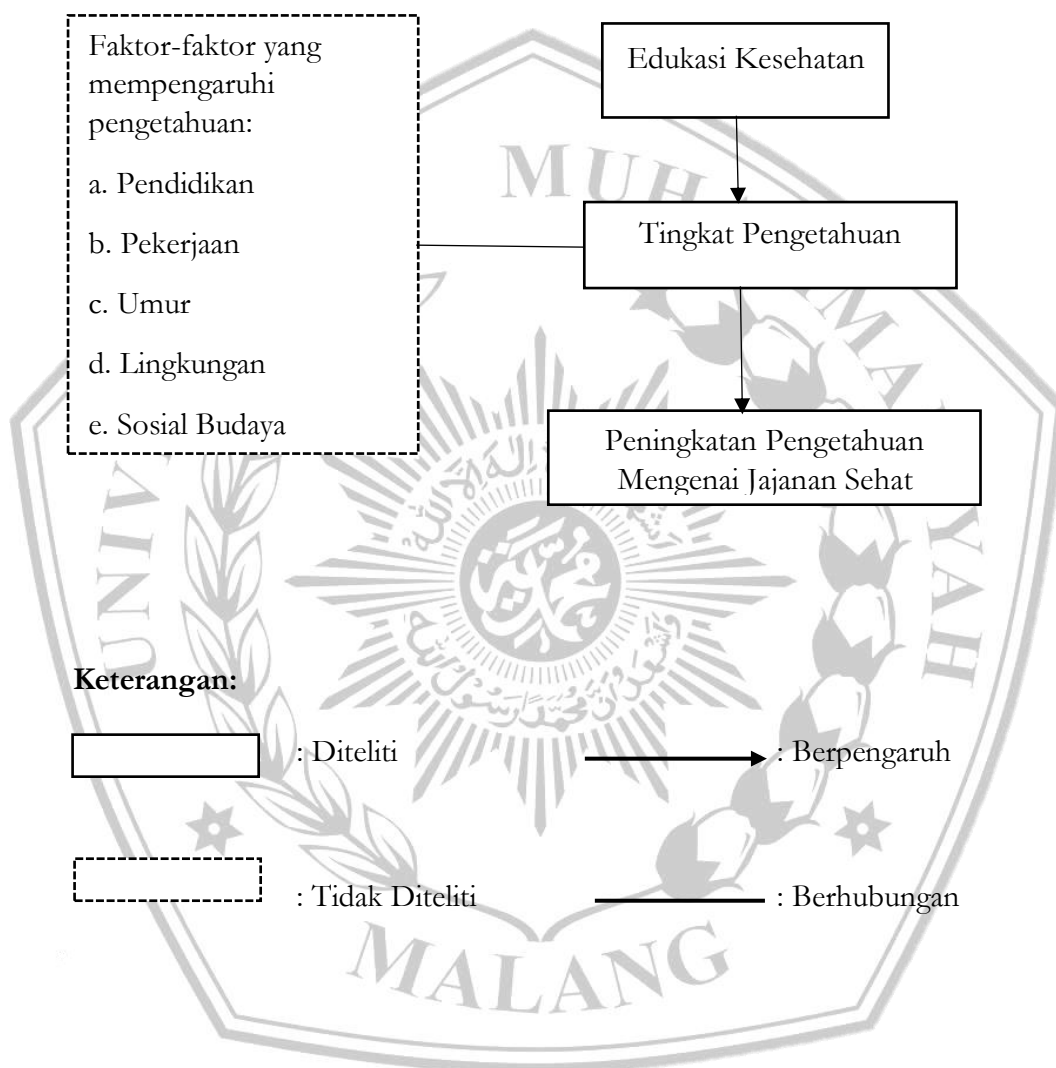 Faktor-faktor yang
mempengaruhi
pengetahuan:
a. Pendidikan
b. Pekerjaan
c. Umur
d. Lingkungan
e. Sosial Budaya
Edukasi Kesehatan
Tingkat Pengetahuan
Peningkatan Pengetahuan
Mengenai Jajanan Sehat
Keterangan:
: Diteliti
: Berpengaruh
: Tidak Diteliti
: Berhubungan
MALANG